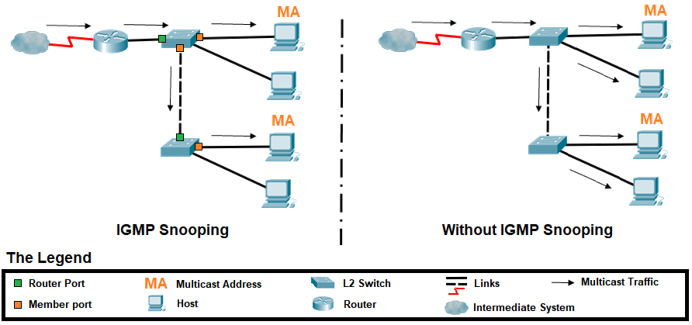 MA
MA
MA
MA
IGMP Snooping
Without IGMP Snooping
The Legend
Router Port
MA Multicast Address
L2 Switch
Links
Multicast Traffic
Member port
Host
Router
Intermediate System